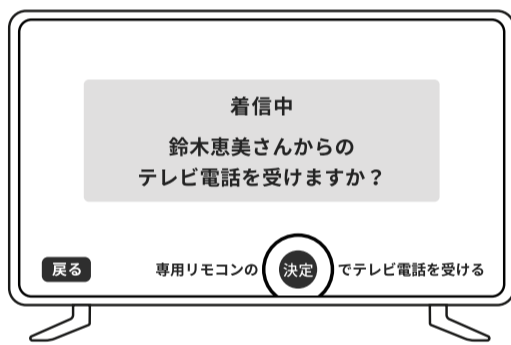 着信中
鈴木恵美さんからの
テレビ電話を受けますか？
戻る
専用リモコンの 決定 でテレビ電話を受ける